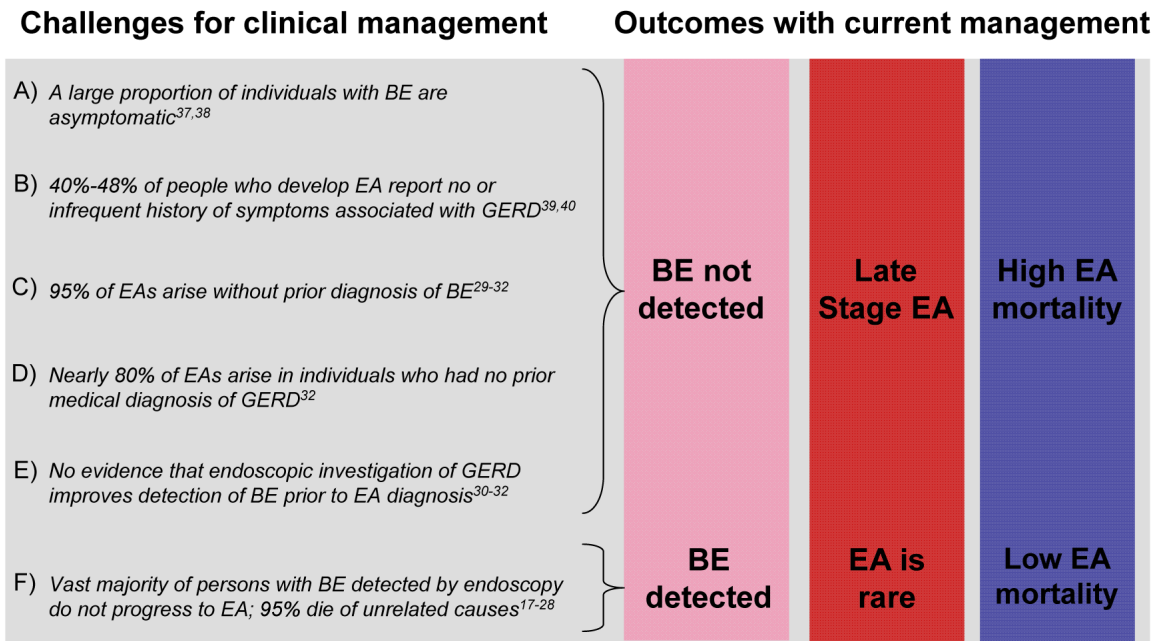 Challenges for clinical management
Outcomes with current management
A) A large proportion of individuals with BE are
asymptomatic37,38
B) 40%-48% of people who develop EA report no or
infrequent history of symptoms associated with GERD39,40
C) 95% of EAs arise without prior diagnosis of BE29-32
D) Nearly 80% of EAs arise in individuals who had no prior
medical diagnosis of GERD32
E) No evidence that endoscopic investigation of GERD
improves detection of BE prior to EA diagnosis30-32
F) Vast majority of persons with BE detected by endoscopy
do not progress to EA; 95% die of unrelated causes17-28
BE not
detected
Late
Stage EA
High EA
mortality
BE
detected
EA is
rare
Low EA
mortality